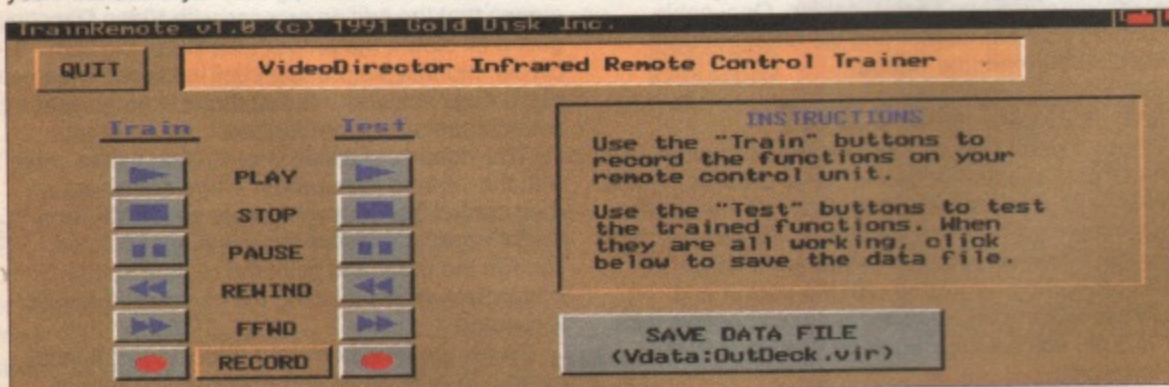 TrainRemote v1.0 (c) 1991 Gold Disk Inc.
QUIT
VideoDirector Infrared Remote Control Trainer
Train
Test
PLAY
STOP
PAUSE
REWIND
FFWD
RECORD
INSTRUCTIONS
Use the "Train" buttons to
record the functions on your
remote control unit.
Use the "Test" buttons to test
the trained functions. When
they are all working, click
below to save the data file.
SAVE DATA FILE
(Vdata:OutDeck.vir)